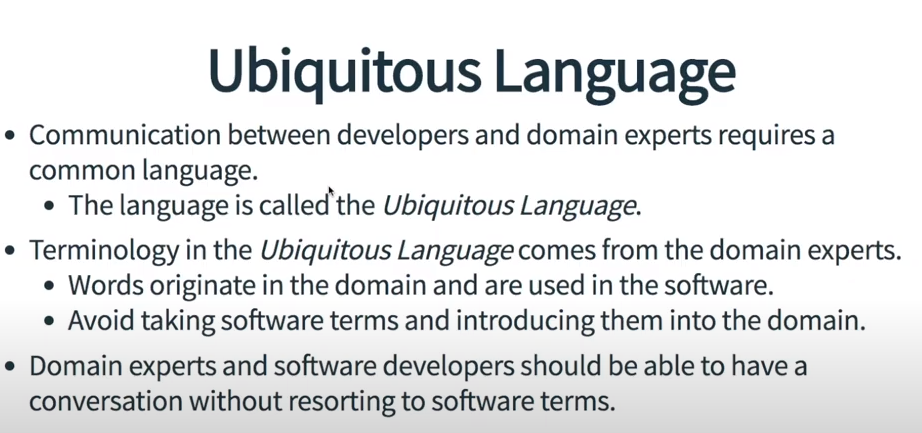 Ubiquitous Language
• Communication between developers and domain experts requires a
common language.
• The language is called the Ubiquitous Language.
• Terminology in the Ubiquitous Language comes from the domain experts.
• Words originate in the domain and are used in the software.
• Avoid taking software terms and introducing them into the domain.
• Domain experts and software developers should be able to have a
conversation without resorting to software terms.